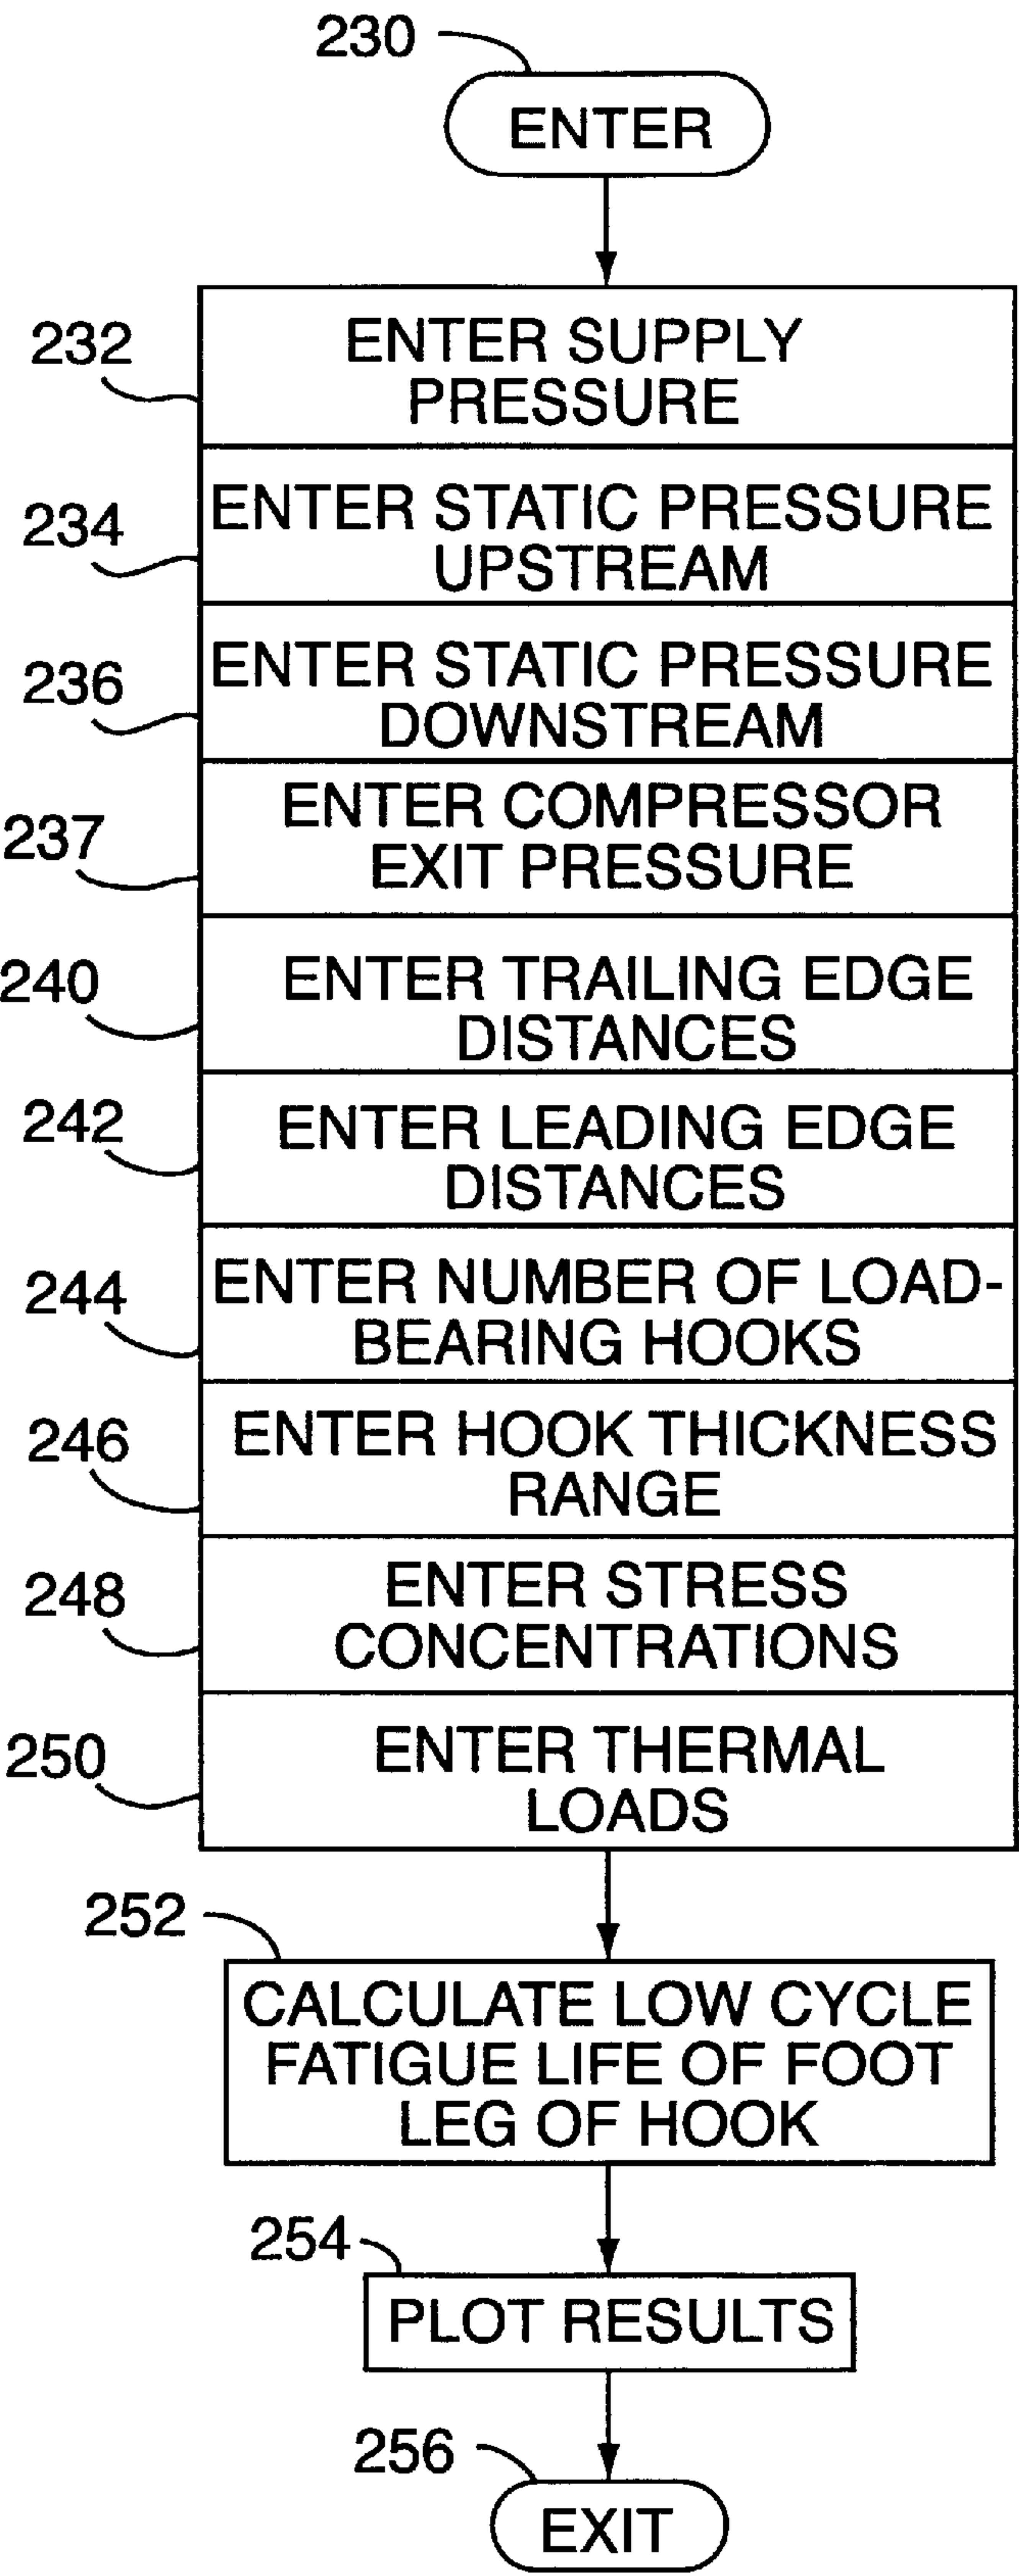 230
ENTER
232
ENTER SUPPLY
PRESSURE
234
ENTER STATIC PRESSURE
UPSTREAM
236
ENTER STATIC PRESSURE
DOWNSTREAM
237
ENTER COMPRESSOR
EXIT PRESSURE
240
ENTER TRAILING EDGE
DISTANCES
242
ENTER LEADING EDGE
DISTANCES
244
ENTER NUMBER OF LOAD-
BEARING HOOKS
246
ENTER HOOK THICKNESS
RANGE
248
ENTER STRESS
CONCENTRATIONS
250
ENTER THERMAL
LOADS
252
CALCULATE LOW CYCLE
FATIGUE LIFE OF FOOT
LEG OF HOOK
254
PLOT RESULTS
256
EXIT